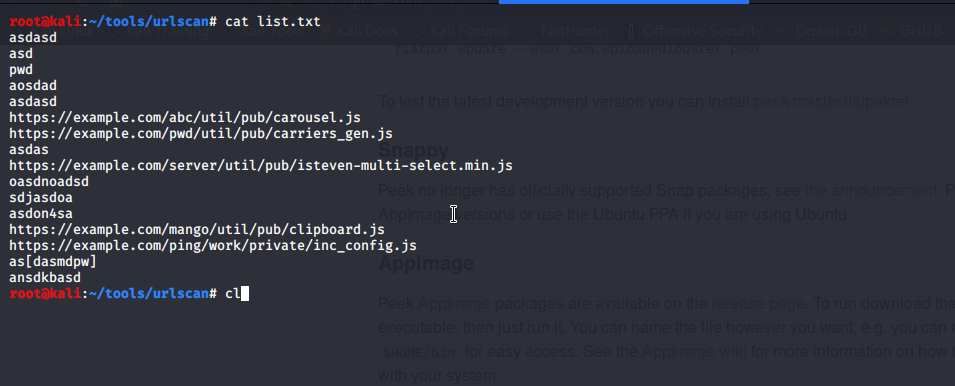 root@kali:~/tools/urlscan# cat list.txt
asdasd
asd
pwd
aosdad
asdasd
https://example.com/abc/util/pub/carousel.js
https://example.com/pwd/util/pub/carriers_gen.js
asdas
https://example.com/server/util/pub/isteven-multi-select.min.js
oasdnoadsd
sdjasdoa
asdon4sa
https://example.com/mango/util/pub/clipboard.js
https://example.com/ping/work/private/inc_config.js
as[dasmdpw]
ansdkbasd
root@kali:~/tools/urlscan# cl
Kali Training
Kali Tools
Kali Docs
Kali Forums
NetHunter
Offensive Security
Exploit-DB
GHDB
flatpak update --user com.uploadedlobster.peek
To test the latest development version you can install peek-master.flatpakref
Snappy
Peek no longer has officially supported Snap packages, see the announcement. P
AppImage versions or use the Ubuntu PPA if you are using Ubuntu.
AppImage
Peek AppImage packages are available on the release page. To run download the
executable, then just run it. You can name the file however you want, e.g. you can
$HOME/bin for easy access. See the AppImage wiki for more information on how
with your system.